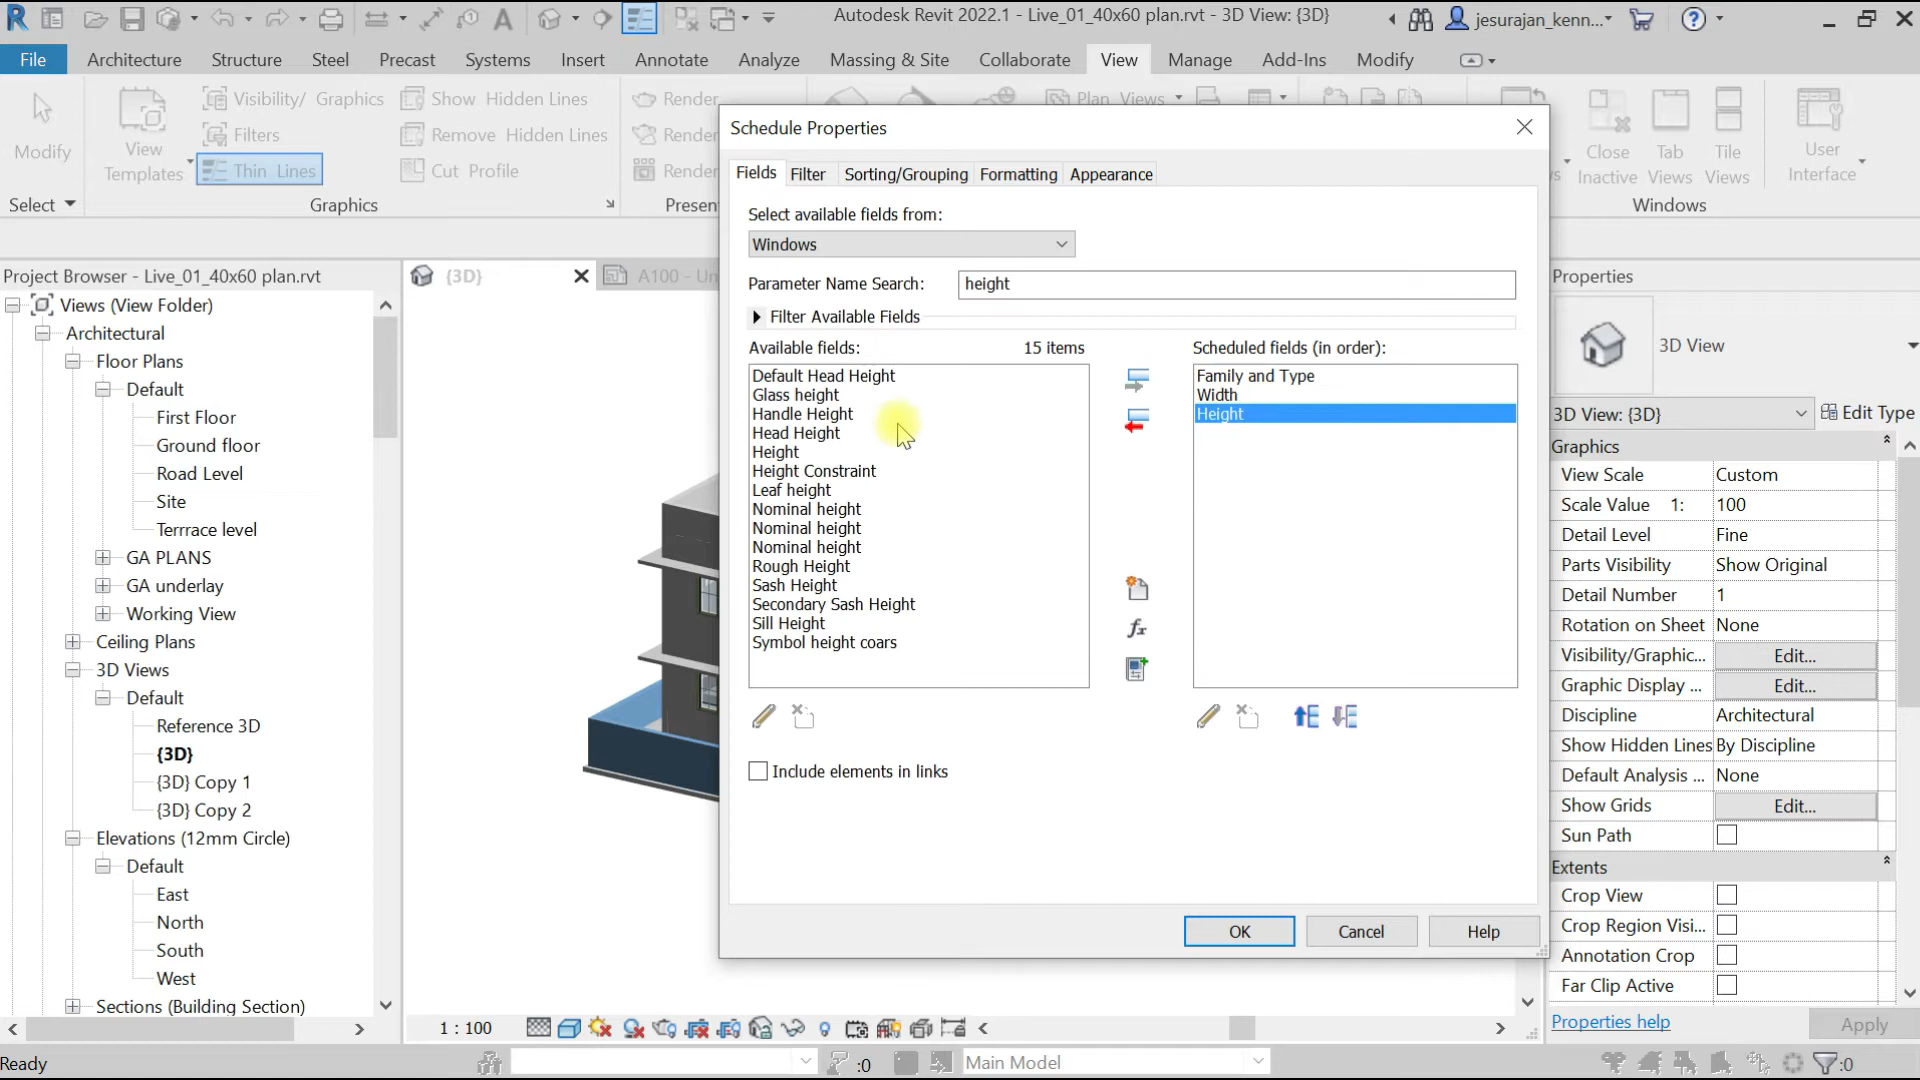 Autodesk Revit 2022.1 - Live_01_40x60 plan.rvt - 3D View: {3D}
jesurajan_kenn...
File Architecture Structure Steel Precast Systems Insert Annotate Analyze Massing & Site Collaborate View Manage Add-Ins Modify
Modify
View
Templates
Visibility/ Graphics
Filters
Thin Lines
Show Hidden Lines
Remove Hidden Lines
Cut Profile
Render
Render
Render
Plan Views
Close
Inactive
Tab
Views
Tile
Views
User
Interface
Select
Graphics
Presen
Windows
Project Browser - Live_01_40x60 plan.rvt
Views (View Folder)
Architectural
Floor Plans
Default
First Floor
Ground floor
Road Level
Site
Terrrace level
GA PLANS
GA underlay
Working View
Ceiling Plans
3D Views
Default
Reference 3D
{3D}
{3D} Copy 1
{3D} Copy 2
Elevations (12mm Circle)
Default
East
North
South
West
Sections (Building Section)
{3D}
A100 - Un
Schedule Properties
Fields Filter Sorting/Grouping Formatting Appearance
Select available fields from:
Windows
Parameter Name Search: height
Filter Available Fields
Available fields: 15 items
Default Head Height
Glass height
Handle Height
Head Height
Height
Height Constraint
Leaf height
Nominal height
Nominal height
Nominal height
Rough Height
Sash Height
Secondary Sash Height
Sill Height
Symbol height coars
Scheduled fields (in order):
Family and Type
Width
Height
fx
Include elements in links
OK Cancel Help
Properties
3D View
3D View: {3D} Edit Type
Graphics
View Scale Custom
Scale Value 1: 100
Detail Level Fine
Parts Visibility Show Original
Detail Number 1
Rotation on Sheet None
Visibility/Graphic... Edit...
Graphic Display ... Edit...
Discipline Architectural
Show Hidden Lines By Discipline
Default Analysis ... None
Show Grids Edit...
Sun Path
Extents
Crop View
Crop Region Visi...
Annotation Crop
Far Clip Active
Properties help Apply
1 : 100
Ready
:0
Main Model
:0